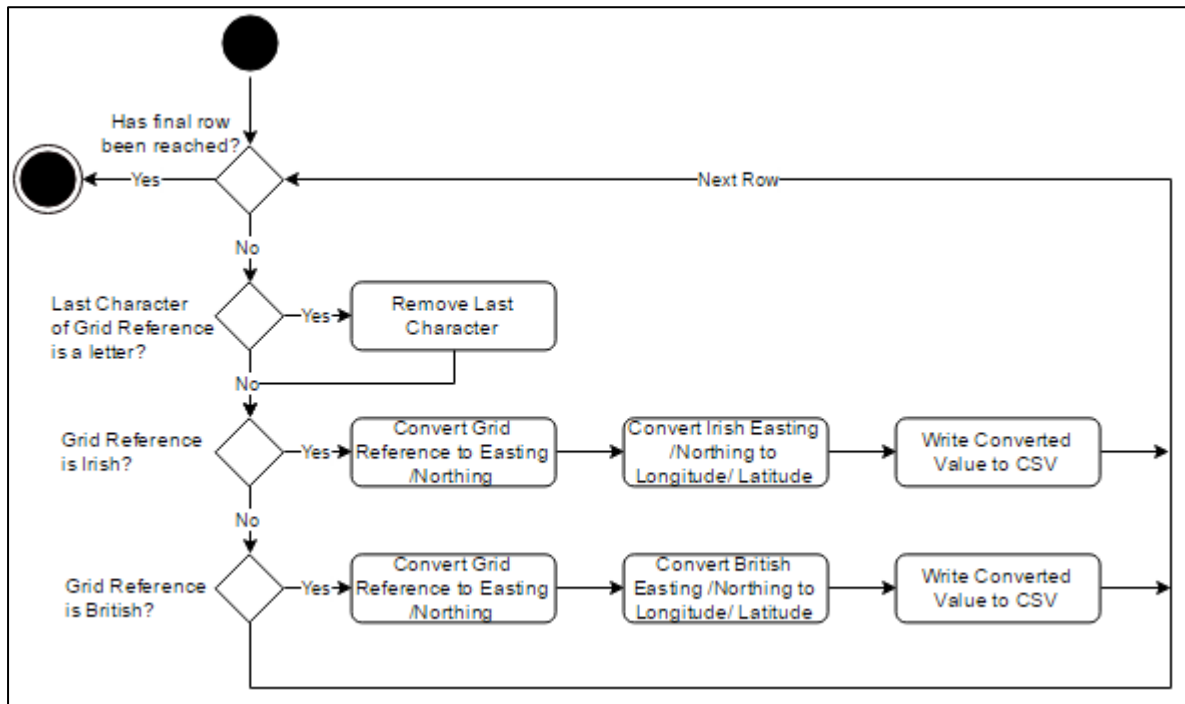 Has final row
been reached?
Yes
Next Row
No
Last Character
of Grid Reference
is a letter?
Yes
Remove Last
Character
No
Grid Reference
is Irish?
Yes
Convert Grid
Reference to Easting
/Northing
Convert Irish Easting
/Northing to
Longitude/ Latitude
Write Converted
Value to CSV
No
Grid Reference
is British?
Yes
Convert Grid
Reference to Easting
/Northing
Convert British
Easting /Northing to
Longitude/ Latitude
Write Converted
Value to CSV